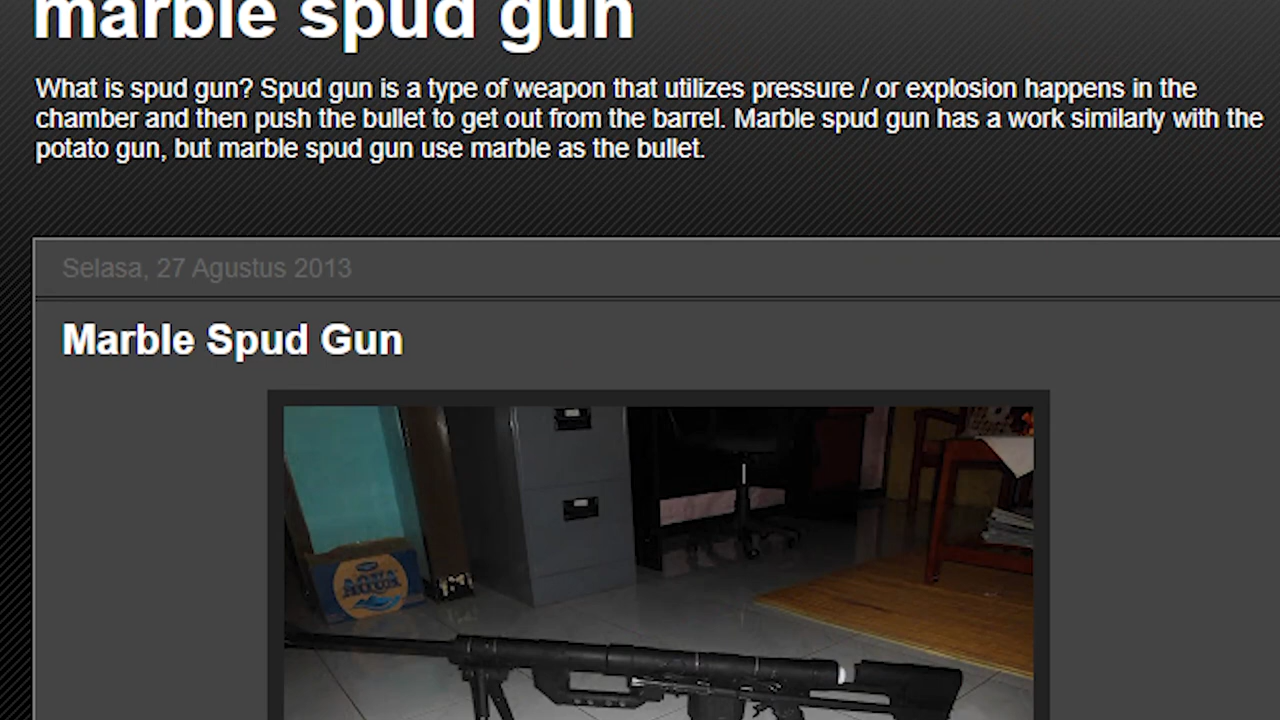 marble spud gun
What is spud gun? Spud gun is a type of weapon that utilizes pressure / or explosion happens in the
chamber and then push the bullet to get out from the barrel. Marble spud gun has a work similarly with the
potato gun, but marble spud gun use marble as the bullet.
Selasa, 27 Agustus 2013
Marble Spud Gun